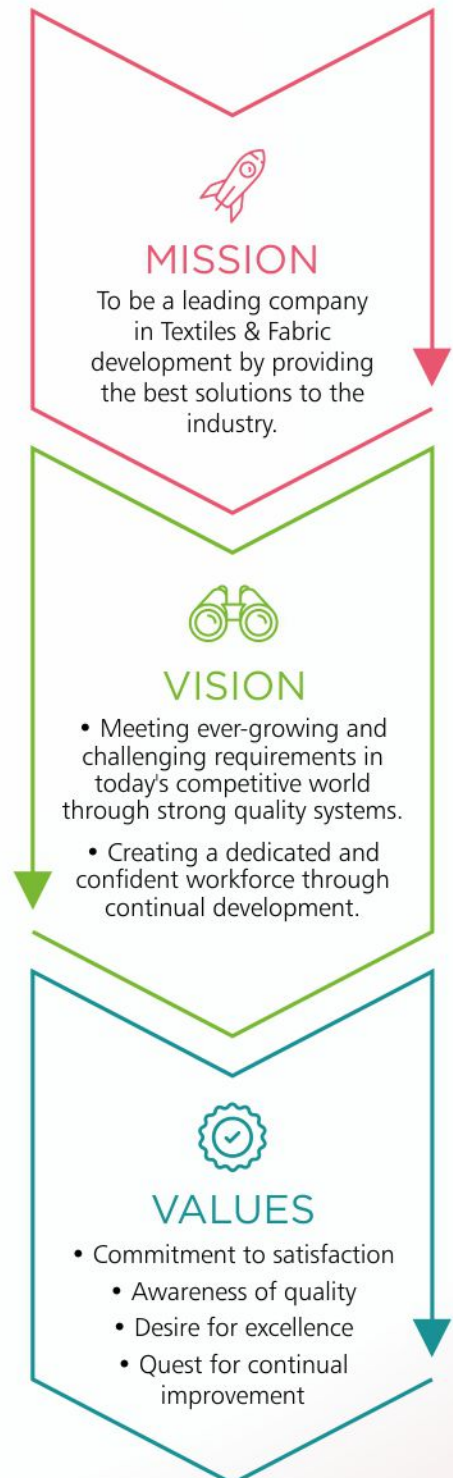 MISSION
To be a leading company
in Textiles & Fabric
development by providing
the best solutions to the
industry.
VISION
• Meeting ever-growing and
challenging requirements in
today's competitive world
through strong quality systems.
• Creating a dedicated and
confident workforce through
continual development.
VALUES
• Commitment to satisfaction
• Awareness of quality
• Desire for excellence
• Quest for continual
improvement